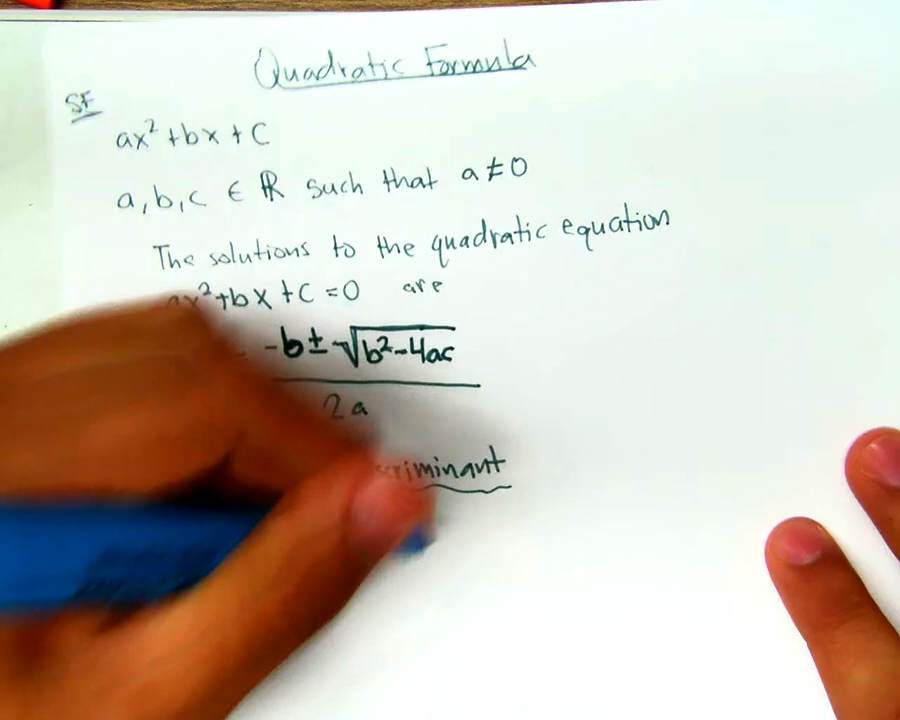 Quadratic Formula
SF
ax² + bx + c
a, b, c ∈ ℝ such that a ≠ 0
The solutions to the quadratic equation
ax² + bx + c = 0 are
-b ± √b²-4ac
2a
criminant